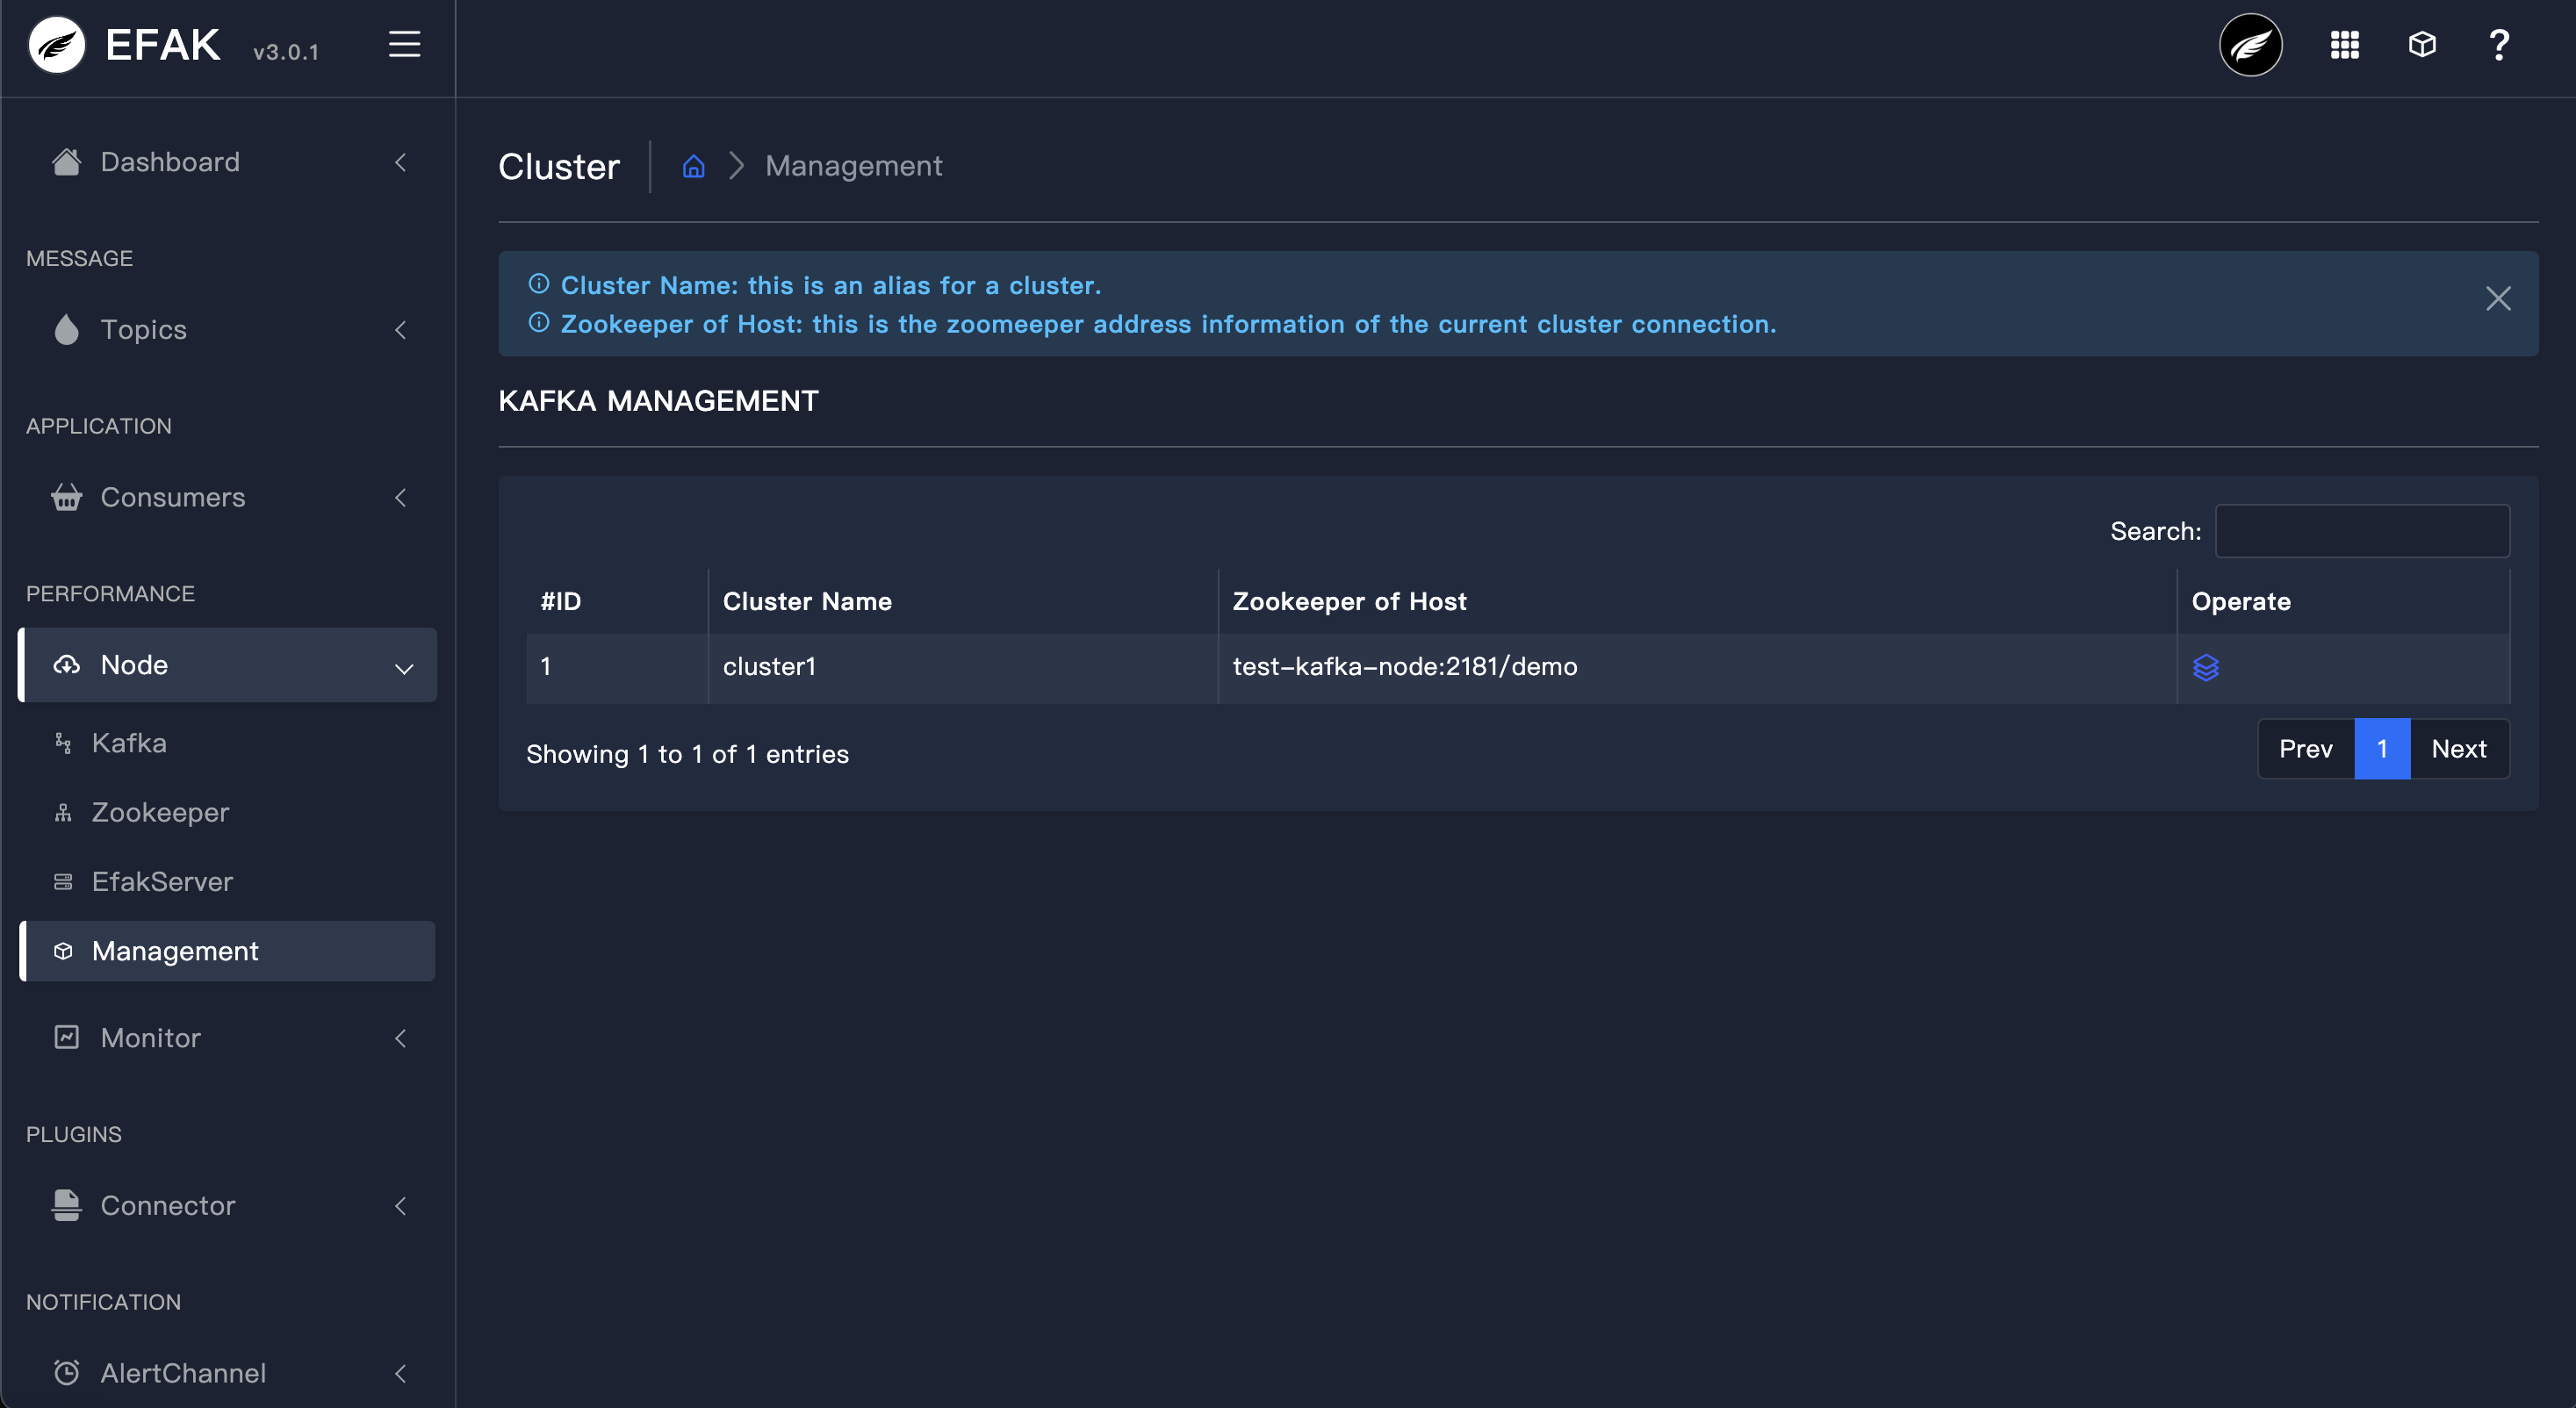 EFAK v3.0.1
Dashboard
MESSAGE
Topics
APPLICATION
Consumers
PERFORMANCE
Node
Kafka
Zookeeper
EfakServer
Management
Monitor
PLUGINS
Connector
NOTIFICATION
AlertChannel
Cluster Management
Cluster Name: this is an alias for a cluster.
Zookeeper of Host: this is the zoomeeper address information of the current cluster connection.
KAFKA MANAGEMENT
Search:
#ID Cluster Name Zookeeper of Host Operate
1 cluster1 test-kafka-node:2181/demo
Showing 1 to 1 of 1 entries
Prev 1 Next